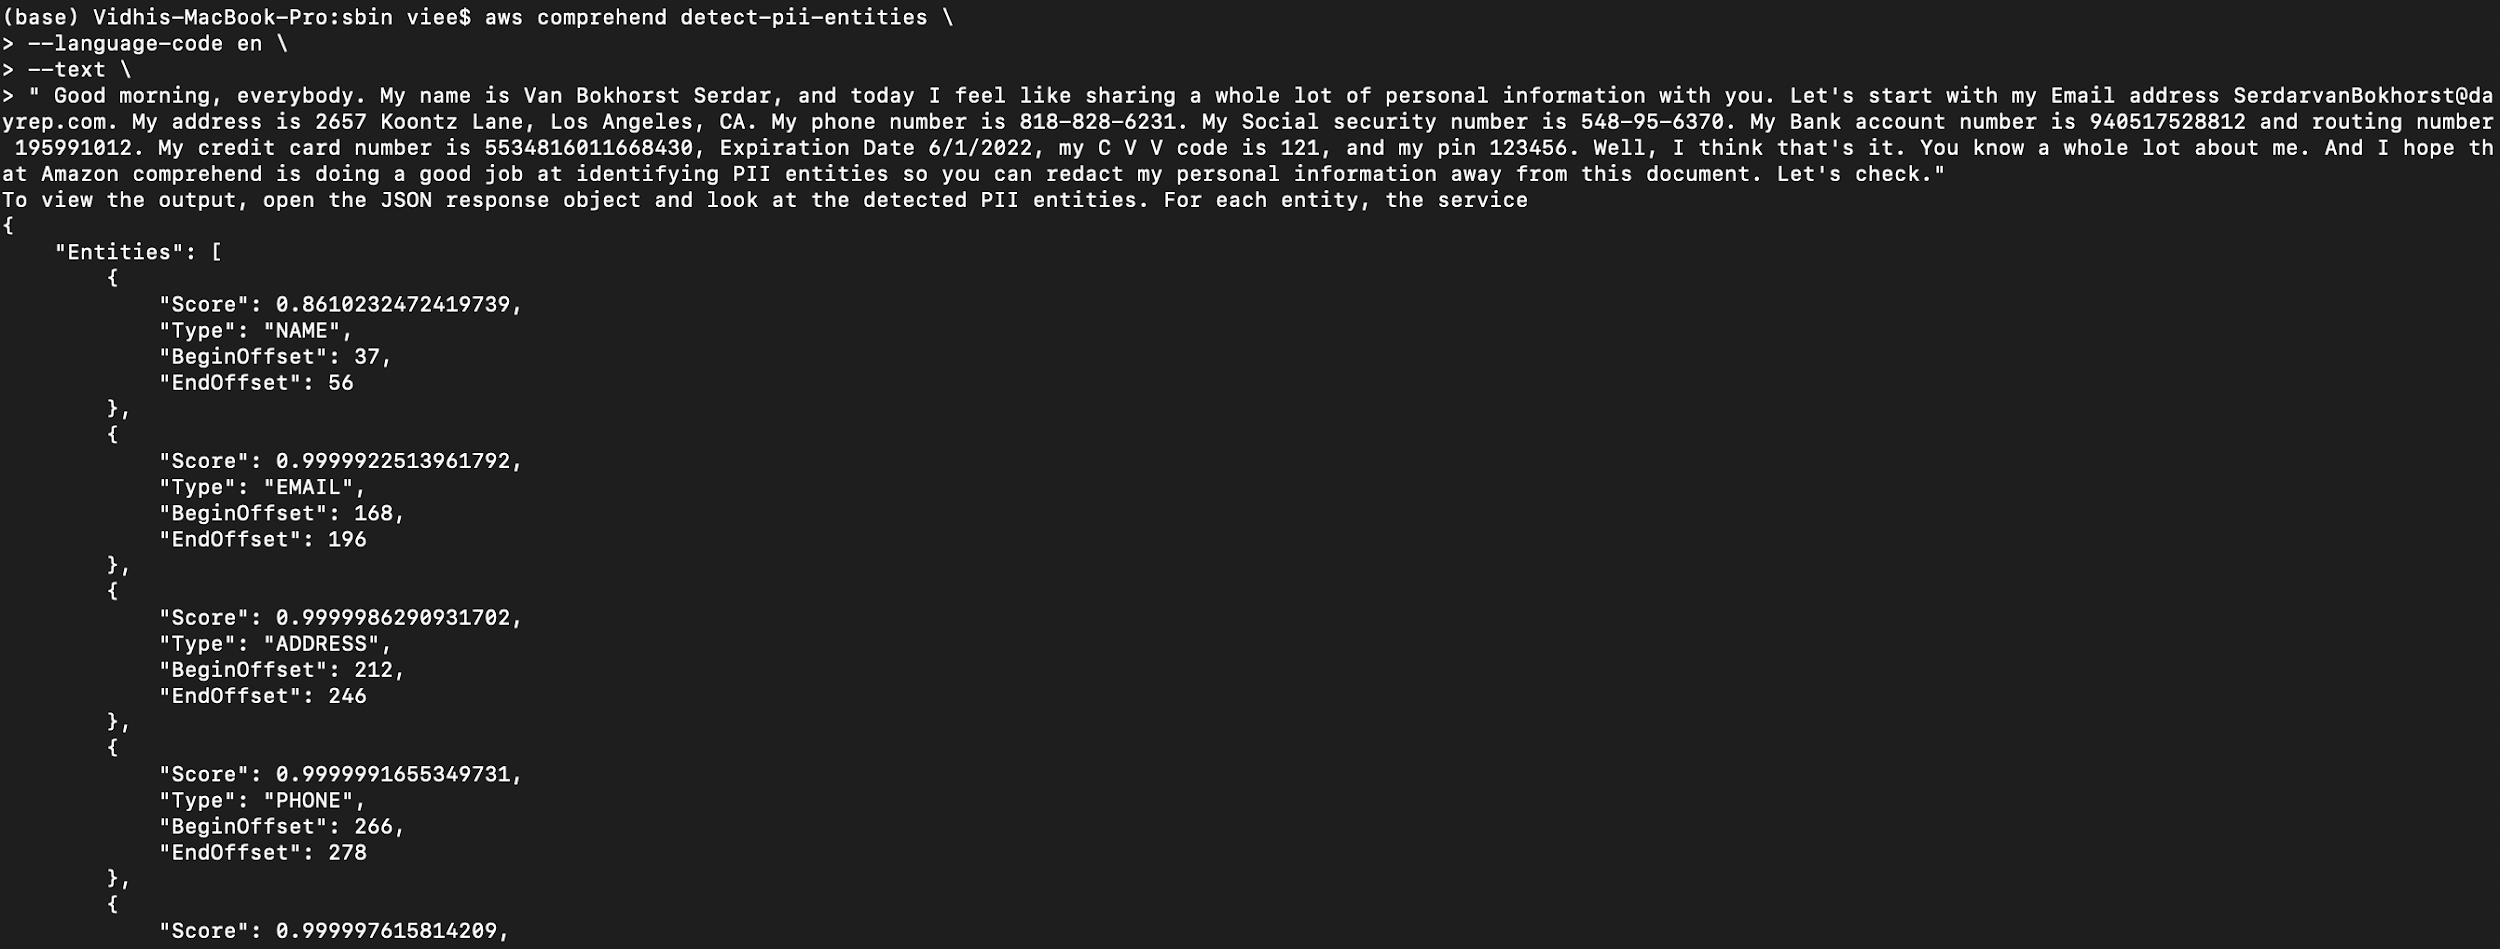 (base) Vidhis-MacBook-Pro:sbin viee$ aws comprehend detect-pii-entities \
> --language-code en \
> --text \
> " Good morning, everybody. My name is Van Bokhorst Serdar, and today I feel like sharing a whole lot of personal information with you. Let's start with my Email address SerdarvanBokhorst@da
yrep.com. My address is 2657 Koontz Lane, Los Angeles, CA. My phone number is 818-828-6231. My Social security number is 548-95-6370. My Bank account number is 940517528812 and routing number
 195991012. My credit card number is 5534816011668430, Expiration Date 6/1/2022, my C V V code is 121, and my pin 123456. Well, I think that's it. You know a whole lot about me. And I hope th
at Amazon comprehend is doing a good job at identifying PII entities so you can redact my personal information away from this document. Let's check."
To view the output, open the JSON response object and look at the detected PII entities. For each entity, the service
{
    "Entities": [
        {
            "Score": 0.8610232472419739,
            "Type": "NAME",
            "BeginOffset": 37,
            "EndOffset": 56
        },
        {
            "Score": 0.9999922513961792,
            "Type": "EMAIL",
            "BeginOffset": 168,
            "EndOffset": 196
        },
        {
            "Score": 0.9999986290931702,
            "Type": "ADDRESS",
            "BeginOffset": 212,
            "EndOffset": 246
        },
        {
            "Score": 0.9999991655349731,
            "Type": "PHONE",
            "BeginOffset": 266,
            "EndOffset": 278
        },
        {
            "Score": 0.999997615814209,